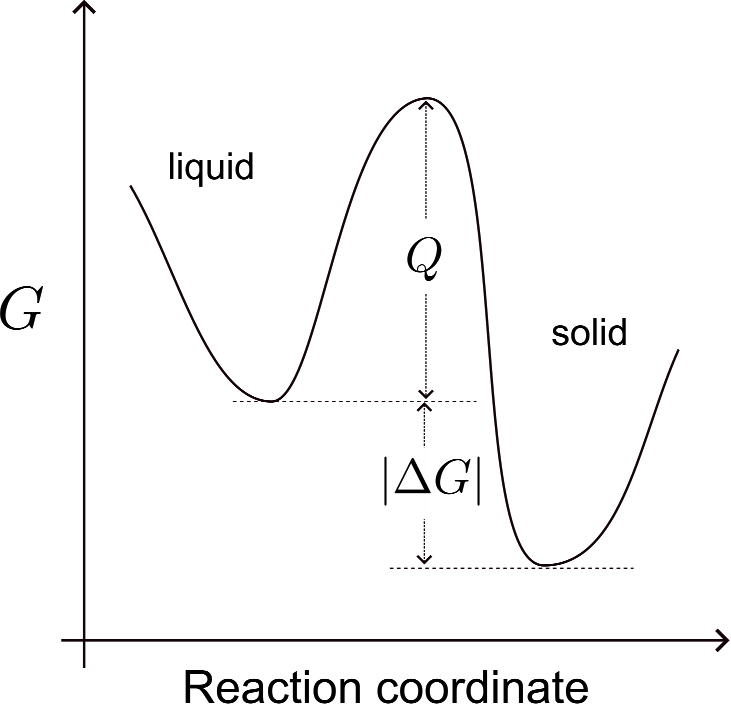 liquid
Q
G
solid
|ΔG|
Reaction coordinate